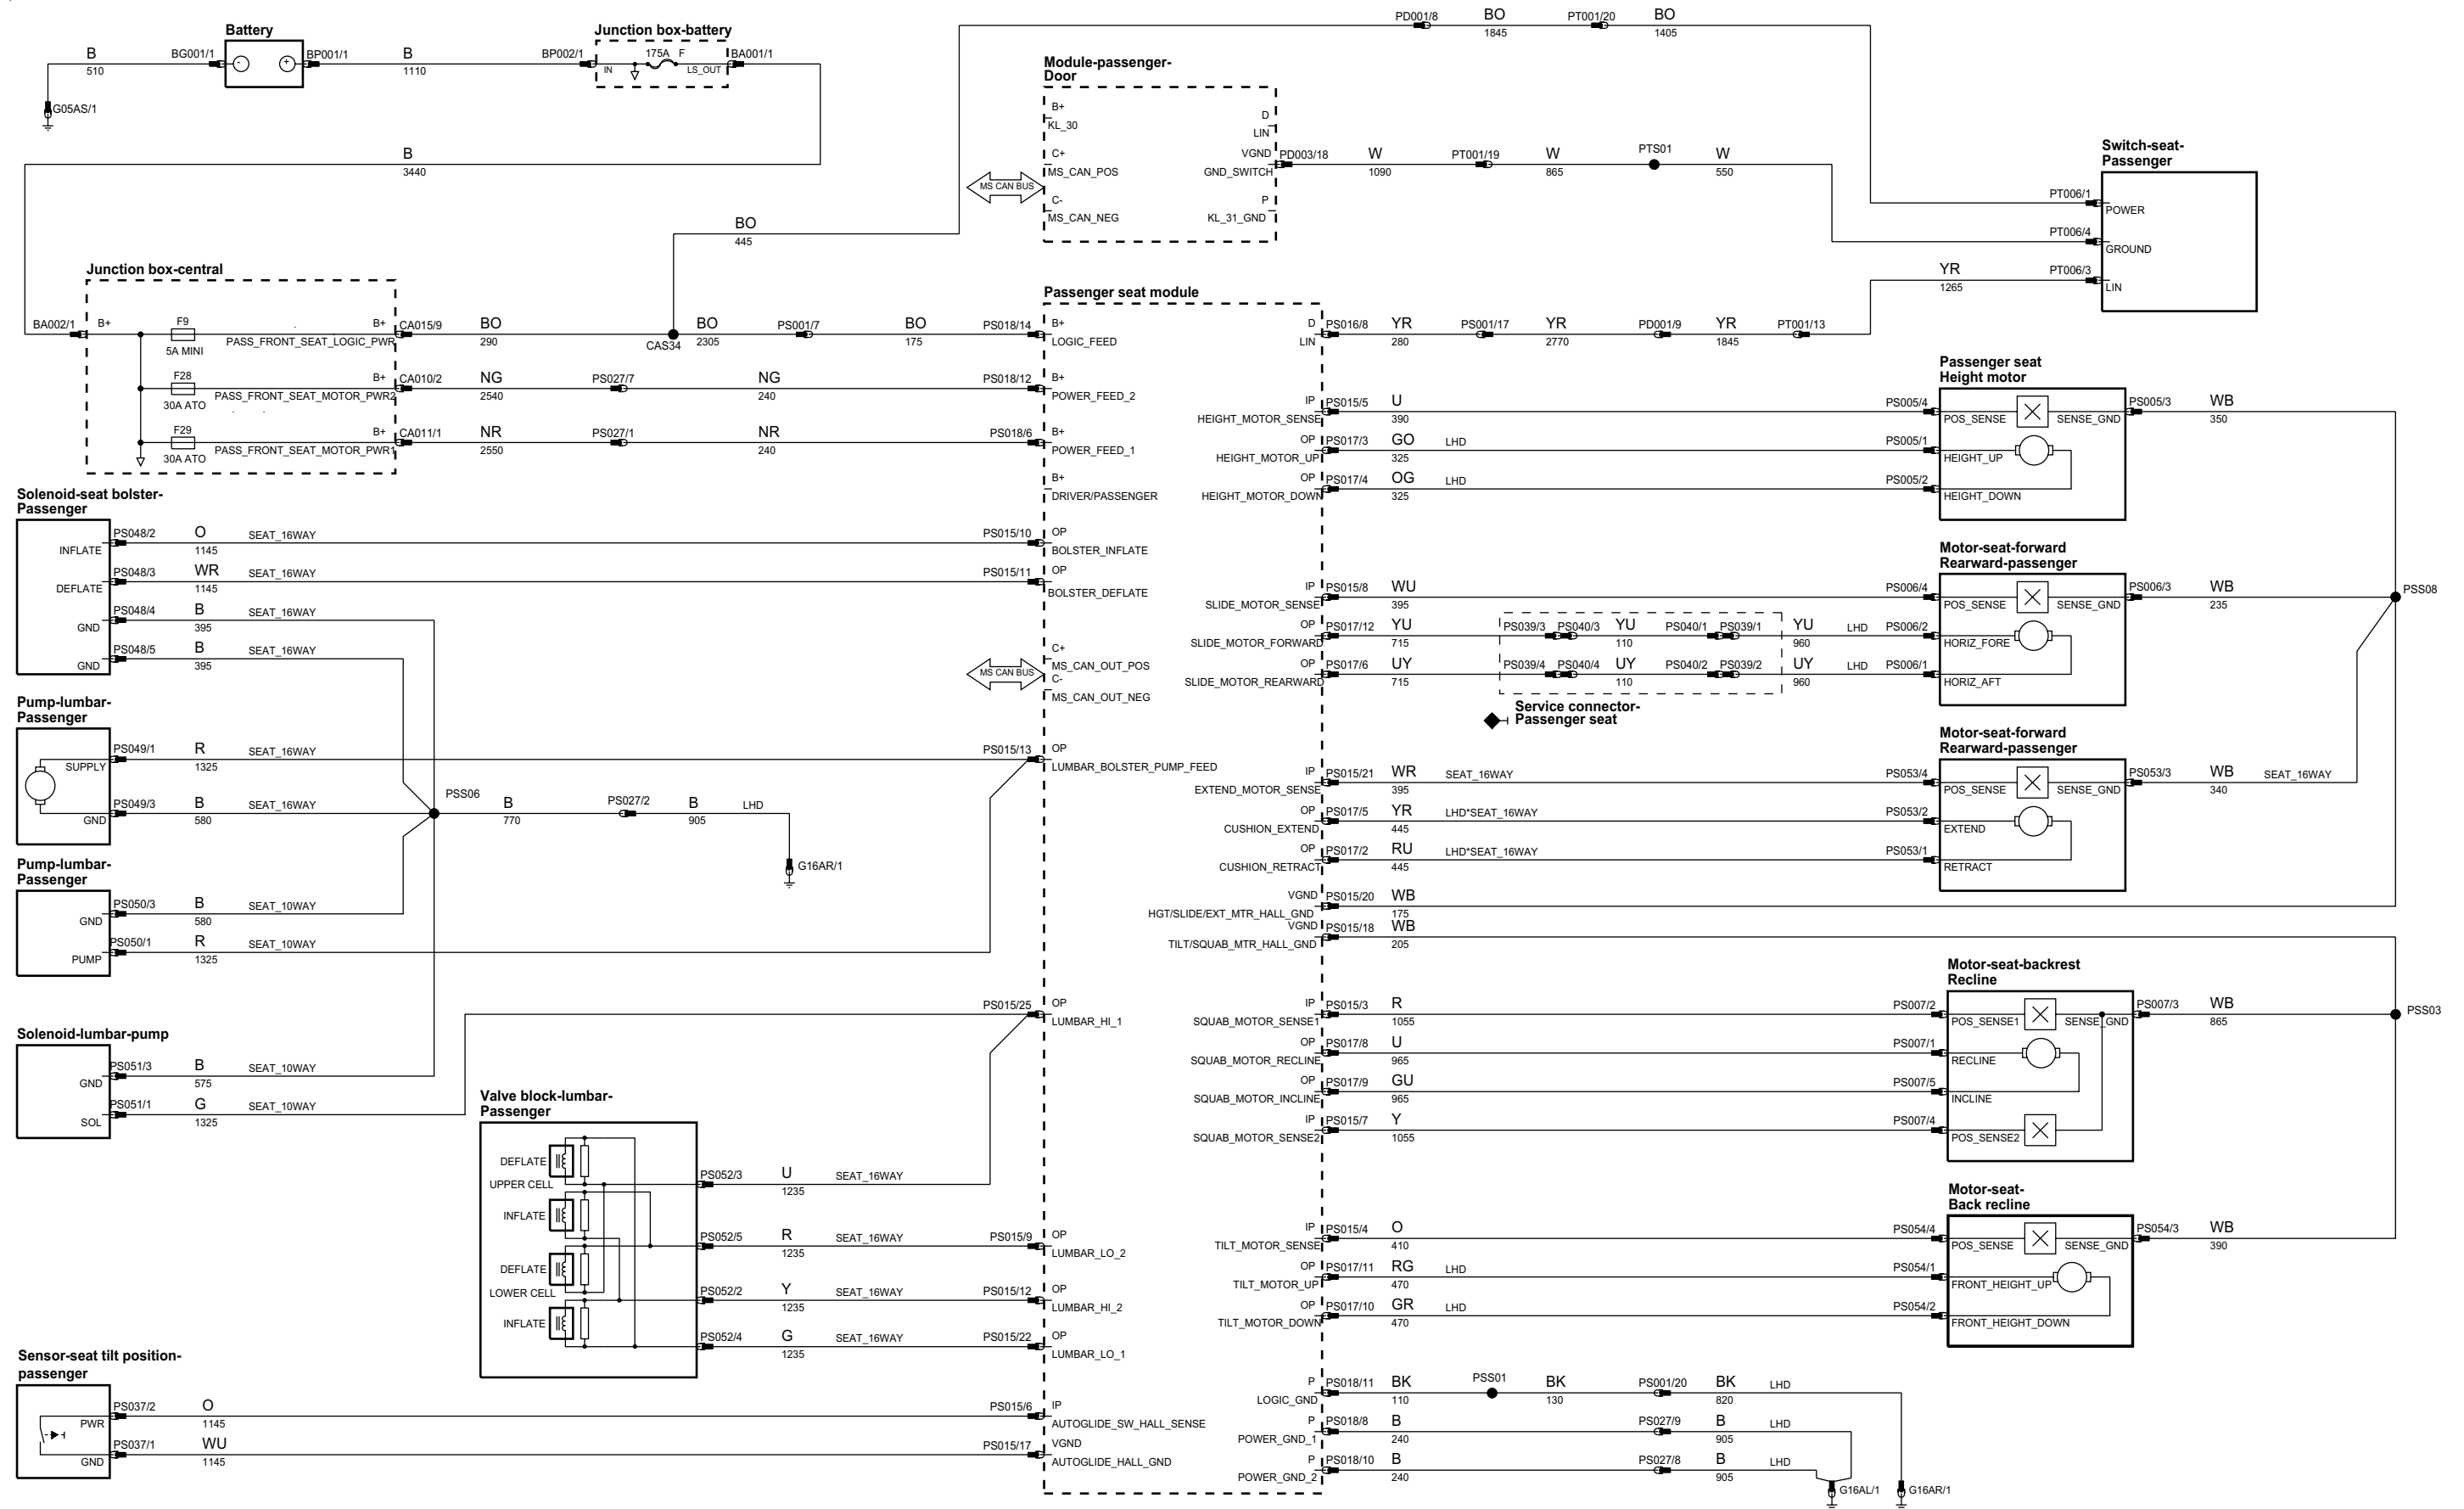 PD001/8 BO PT001/20 BO
1845 1405
Battery
Junction box-battery
B BG001/1 BP001/1 B BP002/1 175A F BA001/1
510 - + 1110 IN LS_OUT
G05AS/1
B
3440
Module-passenger-
Door
B+
KL_30
D
LIN
C+
MS_CAN_POS
VGND PD003/18 W PT001/19 W PTS01 W
GND_SWITCH 1090 865 550
MS CAN BUS
C-
MS_CAN_NEG
P
KL_31_GND
Switch-seat-
Passenger
PT006/1
POWER
PT006/4
GROUND
YR PT006/3
1265 LIN
BO
445
Junction box-central
BA002/1 B+ F9 B+ CA015/9 BO BO PS001/7 BO PS018/14
5A MINI PASS_FRONT_SEAT_LOGIC_PWR 290 CAS34 2305 175
F28 B+ CA010/2 NG PS027/7 NG PS018/12
30A ATO PASS_FRONT_SEAT_MOTOR_PWR2 2540 240
F29 B+ CA011/1 NR PS027/1 NR PS018/6
30A ATO PASS_FRONT_SEAT_MOTOR_PWR1 2550 240
Passenger seat module
B+
LOGIC_FEED
B+
POWER_FEED_2
B+
POWER_FEED_1
B+
DRIVER/PASSENGER
D PS016/8 YR PS001/17 YR PD001/9 YR PT001/13
LIN 280 2770 1845
Passenger seat
Height motor
IP PS015/5 U PS005/4 PS005/3 WB
HEIGHT_MOTOR_SENSE 390 POS_SENSE SENSE_GND 350
OP PS017/3 GO LHD PS005/1
HEIGHT_MOTOR_UP 325 HEIGHT_UP
OP PS017/4 OG LHD PS005/2
HEIGHT_MOTOR_DOWN 325 HEIGHT_DOWN
Solenoid-seat bolster-
Passenger
PS048/2 O SEAT_16WAY PS015/10 OP
INFLATE 1145 BOLSTER_INFLATE
PS048/3 WR SEAT_16WAY PS015/11 OP
DEFLATE 1145 BOLSTER_DEFLATE
PS048/4 B SEAT_16WAY
GND 395
PS048/5 B SEAT_16WAY
GND 395
C+
MS_CAN_OUT_POS
MS CAN BUS
C-
MS_CAN_OUT_NEG
Motor-seat-forward
Rearward-passenger
IP PS015/8 WU PS006/4 PS006/3 WB PSS08
SLIDE_MOTOR_SENSE 395 POS_SENSE SENSE_GND 235
OP PS017/12 YU PS039/3 PS040/3 YU PS040/1 PS039/1 YU LHD PS006/2
SLIDE_MOTOR_FORWARD 715 110 960 HORIZ_FORE
OP PS017/6 UY PS039/4 PS040/4 UY PS040/2 PS039/2 UY LHD PS006/1
SLIDE_MOTOR_REARWARD 715 110 960 HORIZ_AFT
Service connector-
Passenger seat
Pump-lumbar-
Passenger
PS049/1 R SEAT_16WAY PS015/13 OP
SUPPLY 1325 LUMBAR_BOLSTER_PUMP_FEED
PS049/3 B SEAT_16WAY PSS06 B PS027/2 B LHD
GND 580 770 905
G16AR/1
Motor-seat-forward
Rearward-passenger
IP PS015/21 WR SEAT_16WAY PS053/4 PS053/3 WB SEAT_16WAY
EXTEND_MOTOR_SENSE 395 POS_SENSE SENSE_GND 340
OP PS017/5 YR LHD*SEAT_16WAY PS053/2
CUSHION_EXTEND 445 EXTEND
OP PS017/2 RU LHD*SEAT_16WAY PS053/1
CUSHION_RETRACT 445 RETRACT
Pump-lumbar-
Passenger
PS050/3 B SEAT_10WAY
GND 580
PS050/1 R SEAT_10WAY
PUMP 1325
VGND PS015/20 WB
HGT/SLIDE/EXT_MTR_HALL_GND 175
VGND PS015/18 WB
TILT/SQUAB_MTR_HALL_GND 205
PS015/25 OP
LUMBAR_HI_1
Motor-seat-backrest
Recline
IP PS015/3 R PS007/2 PS007/3 WB PSS03
SQUAB_MOTOR_SENSE1 1055 POS_SENSE1 SENSE_GND 865
OP PS017/8 U PS007/1
SQUAB_MOTOR_RECLINE 965 RECLINE
OP PS017/9 GU PS007/5
SQUAB_MOTOR_INCLINE 965 INCLINE
IP PS015/7 Y PS007/4
SQUAB_MOTOR_SENSE2 1055 POS_SENSE2
Solenoid-lumbar-pump
PS051/3 B SEAT_10WAY
GND 575
PS051/1 G SEAT_10WAY
SOL 1325
Valve block-lumbar-
Passenger
DEFLATE
UPPER CELL
INFLATE
DEFLATE
LOWER CELL
INFLATE
PS052/3 U SEAT_16WAY
1235
PS052/5 R SEAT_16WAY PS015/9 OP
1235 LUMBAR_LO_2
PS052/2 Y SEAT_16WAY PS015/12 OP
1235 LUMBAR_HI_2
PS052/4 G SEAT_16WAY PS015/22 OP
1235 LUMBAR_LO_1
Motor-seat-
Back recline
IP PS015/4 O PS054/4 PS054/3 WB
TILT_MOTOR_SENSE 410 POS_SENSE SENSE_GND 390
OP PS017/11 RG LHD PS054/1
TILT_MOTOR_UP 470 FRONT_HEIGHT_UP
OP PS017/10 GR LHD PS054/2
TILT_MOTOR_DOWN 470 FRONT_HEIGHT_DOWN
Sensor-seat tilt position-
passenger
PS037/2 O PS015/6 IP
PWR 1145 AUTOGLIDE_SW_HALL_SENSE
PS037/1 WU PS015/17 VGND
GND 1145 AUTOGLIDE_HALL_GND
P PS018/11 BK PSS01 BK PS001/20 BK LHD
LOGIC_GND 110 130 820
P PS018/8 B PS027/9 B LHD
POWER_GND_1 240 905
P PS018/10 B PS027/8 B LHD
POWER_GND_2 240 905
G16AL/1 G16AR/1